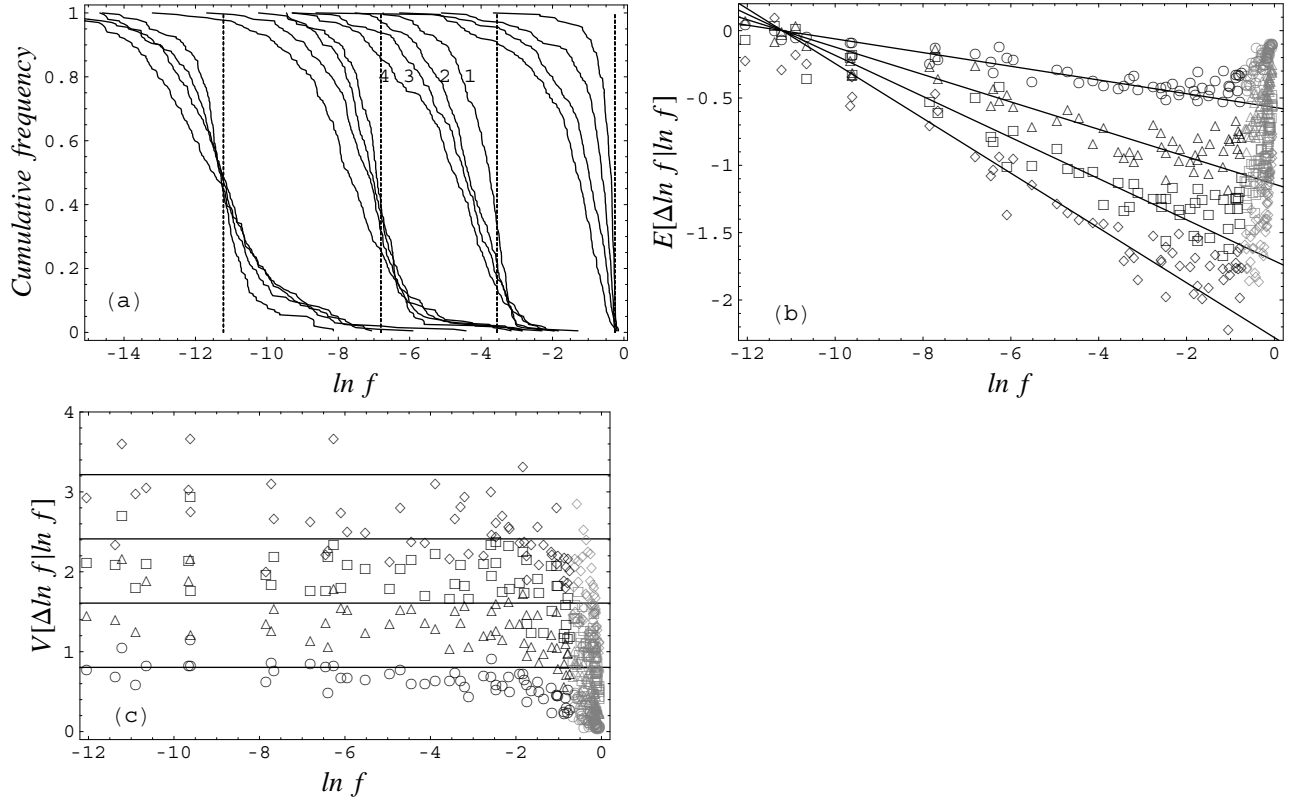 1
0.8
0.6
0.4
0.2
0
Cumulative frequency
4 3 2 1
(a)
-14 -12 -10 -8 -6 -4 -2 0
ln f
0
-0.5
-1
-1.5
-2
E[Δln f|ln f]
(b)
-12 -10 -8 -6 -4 -2 0
ln f
4
3
2
1
0
V[Δln f|ln f]
(c)
-12 -10 -8 -6 -4 -2 0
ln f